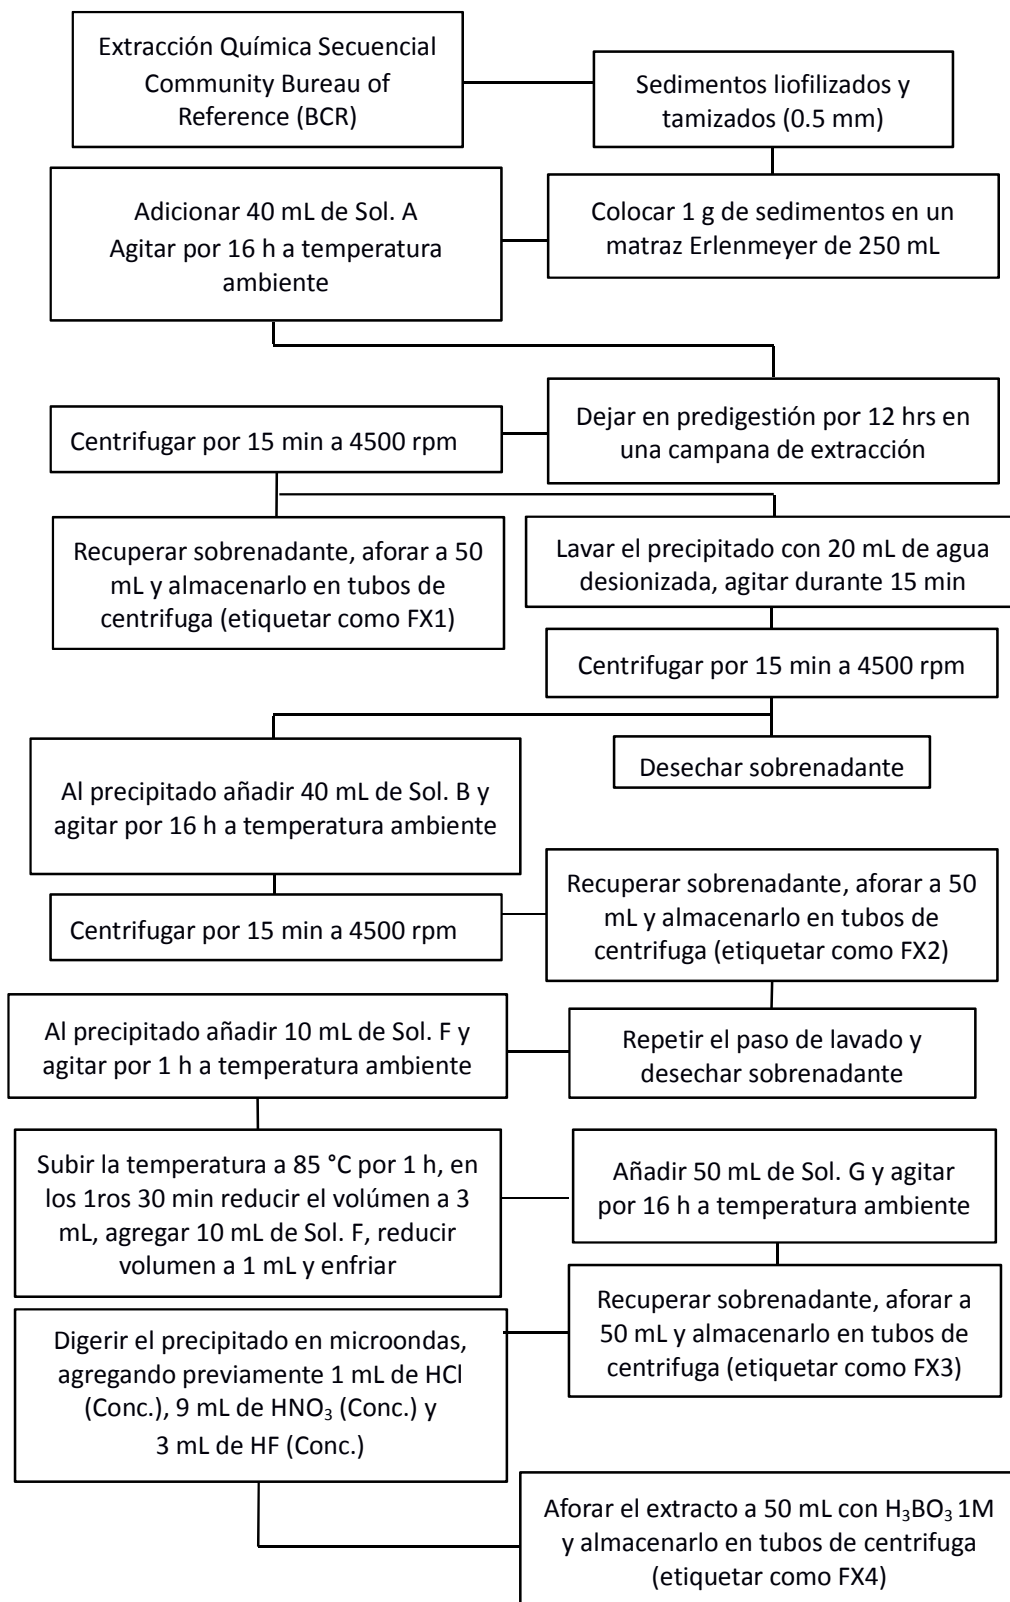 Extracción Química Secuencial
Community Bureau of
Reference (BCR)
Sedimentos liofilizados y
tamizados (0.5 mm)
Colocar 1 g de sedimentos en un
matraz Erlenmeyer de 250 mL
Adicionar 40 mL de Sol. A
Agitar por 16 h a temperatura
ambiente
Dejar en predigestión por 12 hrs en
una campana de extracción
Centrifugar por 15 min a 4500 rpm
Recuperar sobrenadante, aforar a 50
mL y almacenarlo en tubos de
centrifuga (etiquetar como FX1)
Lavar el precipitado con 20 mL de agua
desionizada, agitar durante 15 min
Centrifugar por 15 min a 4500 rpm
Desechar sobrenadante
Al precipitado añadir 40 mL de Sol. B y
agitar por 16 h a temperatura ambiente
Centrifugar por 15 min a 4500 rpm
Recuperar sobrenadante, aforar a 50
mL y almacenarlo en tubos de
centrifuga (etiquetar como FX2)
Repetir el paso de lavado y
desechar sobrenadante
Al precipitado añadir 10 mL de Sol. F y
agitar por 1 h a temperatura ambiente
Subir la temperatura a 85 °C por 1 h, en
los 1ros 30 min reducir el volúmen a 3
mL, agregar 10 mL de Sol. F, reducir
volumen a 1 mL y enfriar
Añadir 50 mL de Sol. G y agitar
por 16 h a temperatura ambiente
Recuperar sobrenadante, aforar a
50 mL y almacenarlo en tubos de
centrifuga (etiquetar como FX3)
Digerir el precipitado en microondas,
agregando previamente 1 mL de HCl
(Conc.), 9 mL de HNO₃ (Conc.) y
3 mL de HF (Conc.)
Aforar el extracto a 50 mL con H₃BO₃ 1M
y almacenarlo en tubos de centrifuga
(etiquetar como FX4)